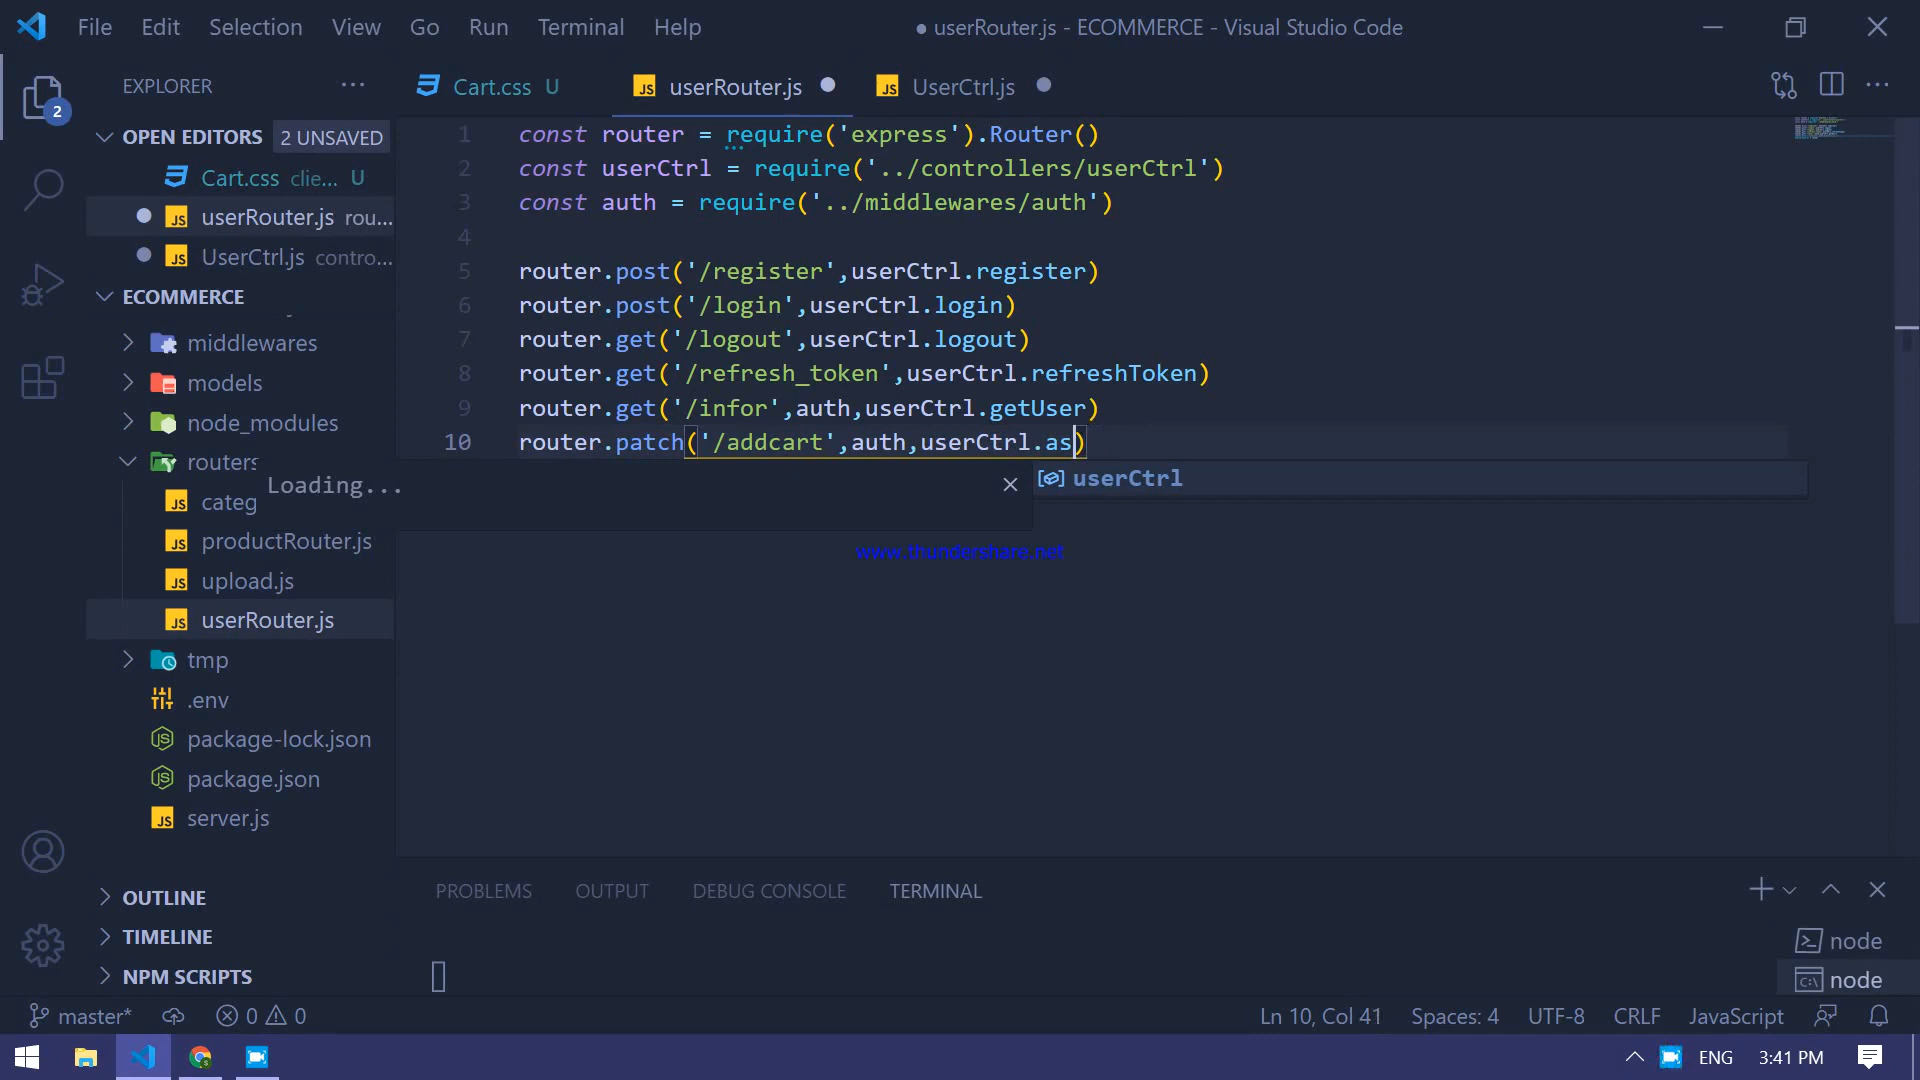 File Edit Selection View Go Run Terminal Help
● userRouter.js - ECOMMERCE - Visual Studio Code
EXPLORER ...
Cart.css U
userRouter.js
UserCtrl.js
2
OPEN EDITORS 2 UNSAVED
Cart.css clie... U
userRouter.js rou...
UserCtrl.js contro...
ECOMMERCE
middlewares
models
node_modules
routers
categ
productRouter.js
upload.js
userRouter.js
tmp
.env
package-lock.json
package.json
server.js
OUTLINE
TIMELINE
NPM SCRIPTS
1 const router = require('express').Router()
2 const userCtrl = require('../controllers/userCtrl')
3 const auth = require('../middlewares/auth')
4
5 router.post('/register',userCtrl.register)
6 router.post('/login',userCtrl.login)
7 router.get('/logout',userCtrl.logout)
8 router.get('/refresh_token',userCtrl.refreshToken)
9 router.get('/infor',auth,userCtrl.getUser)
10 router.patch('/addcart',auth,userCtrl.as)
Loading...
userCtrl
www.thundershare.net
PROBLEMS OUTPUT DEBUG CONSOLE TERMINAL
node
node
master* 0 0
Ln 10, Col 41 Spaces: 4 UTF-8 CRLF JavaScript
ENG 3:41 PM